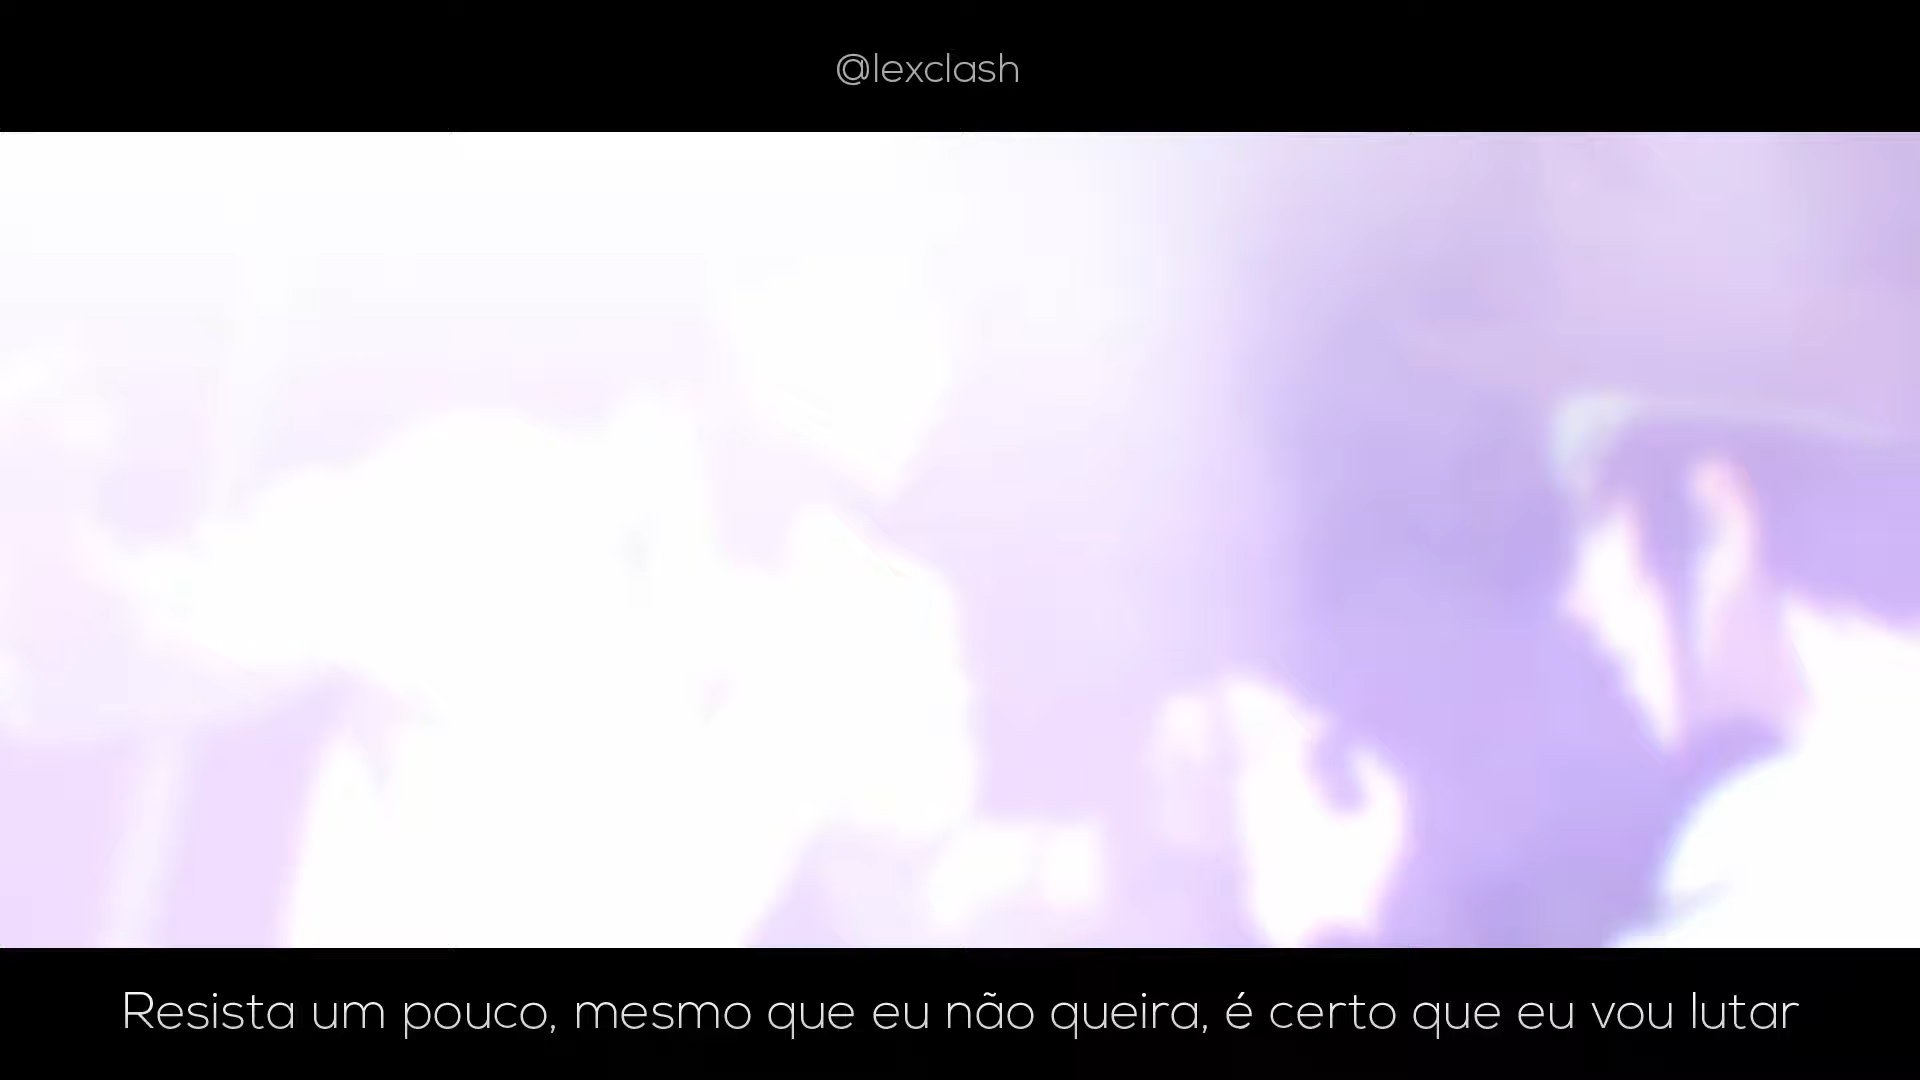 @lexclash
Resista um pouco, mesmo que eu não queira, é certo que eu vou lutar